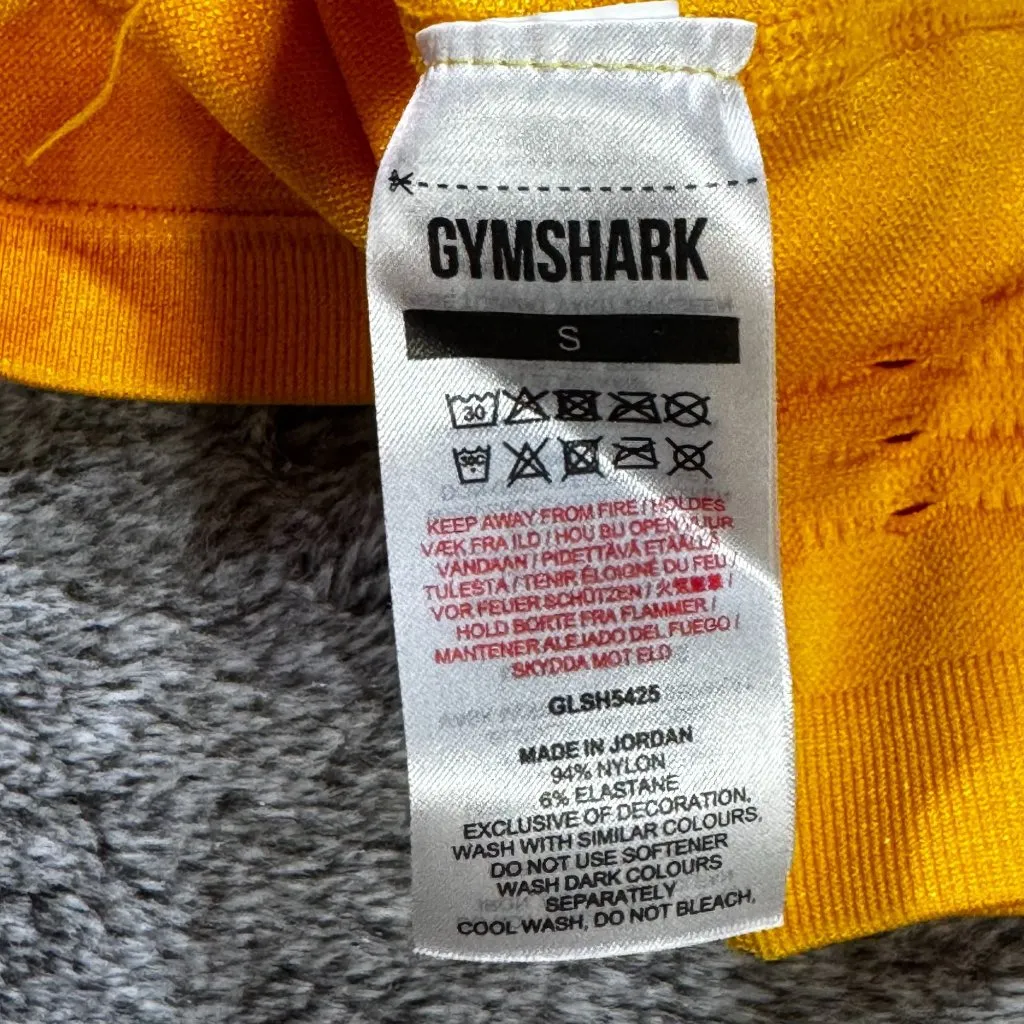 GYMSHARK
S
30
KEEP AWAY FROM FIRE / HOLDES
VÆK FRA ILD / HOU BIJ OPEN VUUR
VANDAAN / PIDETTÄVÄ ETÄÄLLÄ
TULESTA / TENIR ÉLOIGNÉ DU FEU /
VOR FEUER SCHÜTZEN / 火気厳禁 /
HOLD BORTE FRA FLAMMER /
MANTENER ALEJADO DEL FUEGO /
SKYDDA MOT ELD
GLSH5425
MADE IN JORDAN
94% NYLON
6% ELASTANE
EXCLUSIVE OF DECORATION.
WASH WITH SIMILAR COLOURS.
DO NOT USE SOFTENER
WASH DARK COLOURS
SEPARATELY
COOL WASH, DO NOT BLEACH.